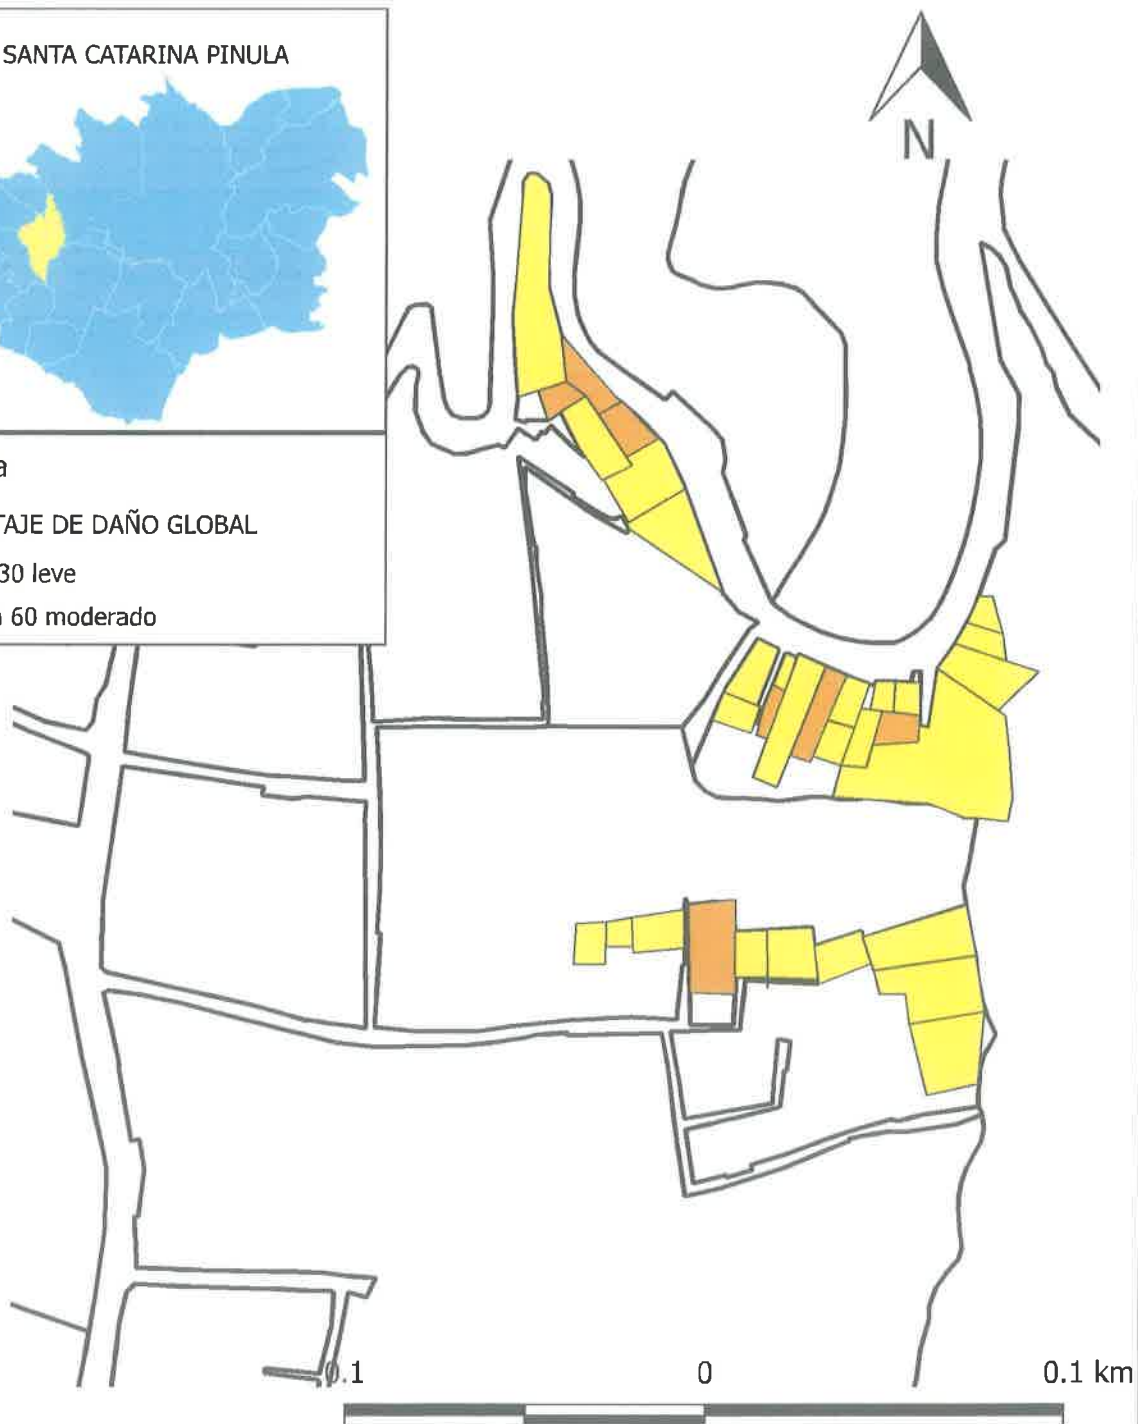 SANTA CATARINA PINULA
N
TAJE DE DAÑO GLOBAL
30 leve
60 moderado
0.1 0 0.1 km